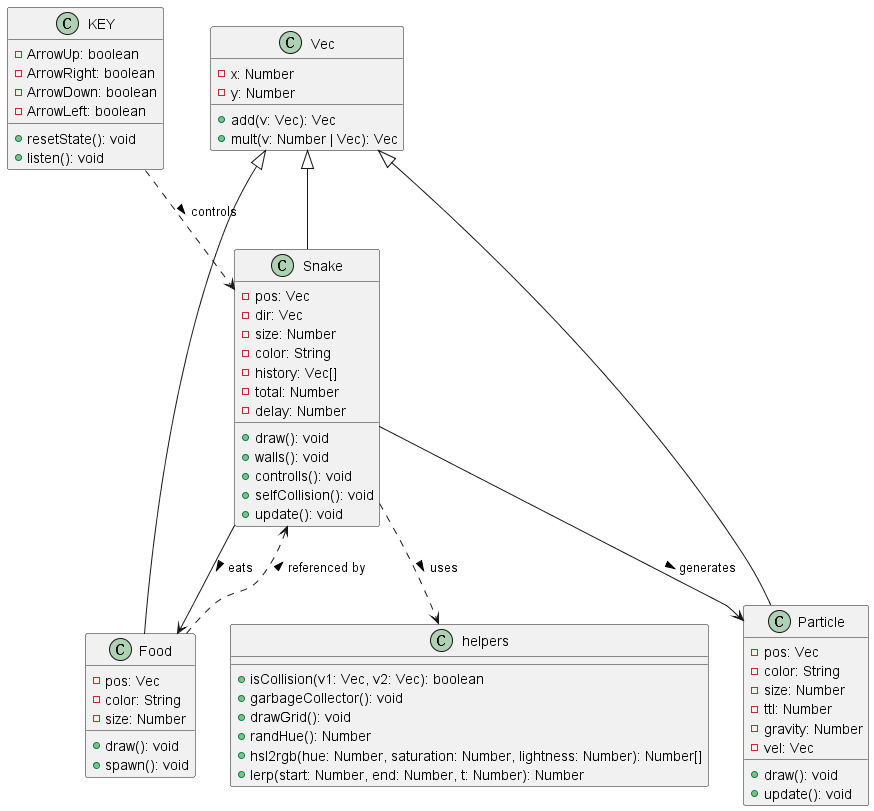 C KEY
ArrowUp: boolean
ArrowRight: boolean
ArrowDown: boolean
ArrowLeft: boolean
resetState(): void
listen(): void
C Vec
x: Number
y: Number
add(v: Vec): Vec
mult(v: Number | Vec): Vec
controls
C Snake
pos: Vec
dir: Vec
size: Number
color: String
history: Vec[]
total: Number
delay: Number
draw(): void
walls(): void
controlls(): void
selfCollision(): void
update(): void
eats
referenced by
uses
generates
C Food
pos: Vec
color: String
size: Number
draw(): void
spawn(): void
C helpers
isCollision(v1: Vec, v2: Vec): boolean
garbageCollector(): void
drawGrid(): void
randHue(): Number
hsl2rgb(hue: Number, saturation: Number, lightness: Number): Number[]
lerp(start: Number, end: Number, t: Number): Number
C Particle
pos: Vec
color: String
size: Number
ttl: Number
gravity: Number
vel: Vec
draw(): void
update(): void